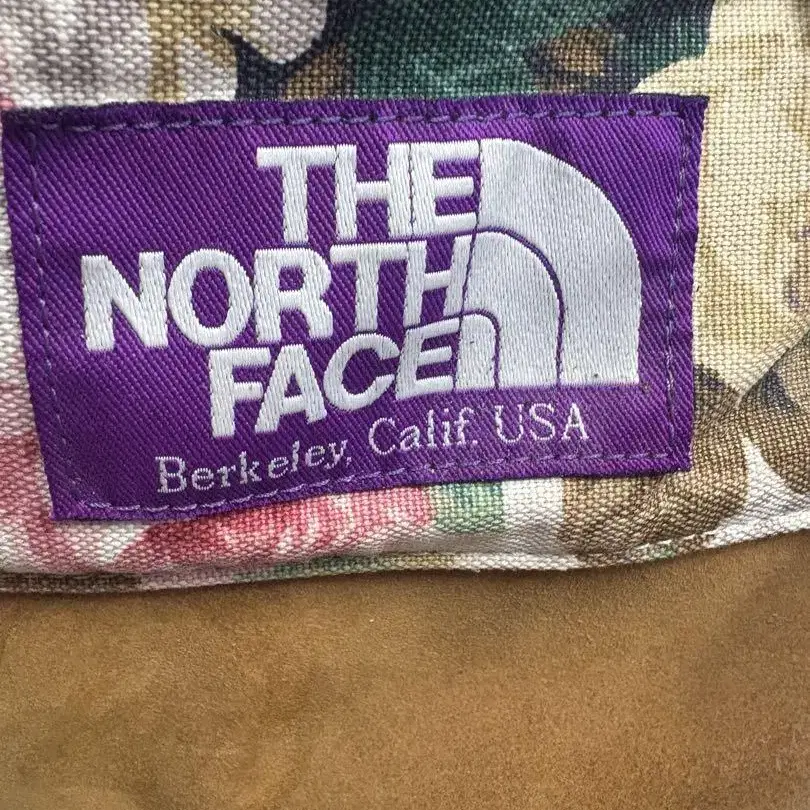 THE
NORTH
FACE
Berkeley, Calif. USA